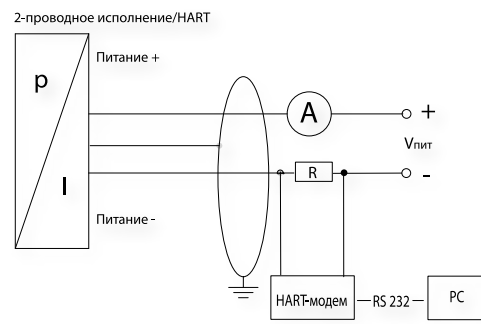 2-проводное исполнение/HART
Питание +
p
A
+
Vпит
I
R
-
Питание -
HART-модем
RS 232
PC